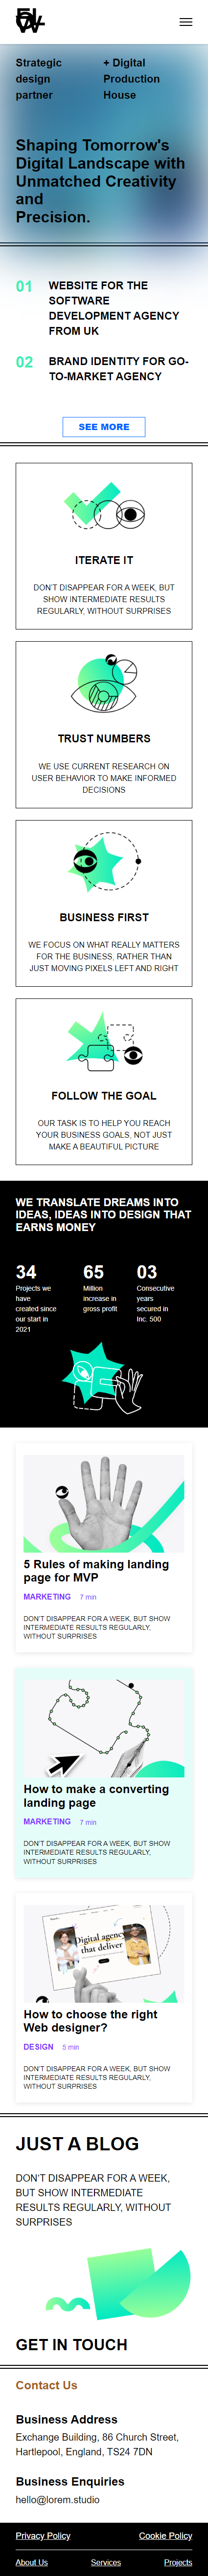 FLOW
Strategic
design
partner
+ Digital
Production
House
Shaping Tomorrow's
Digital Landscape with
Unmatched Creativity
and
Precision.
01
WEBSITE FOR THE
SOFTWARE
DEVELOPMENT AGENCY
FROM UK
02
BRAND IDENTITY FOR GO-
TO-MARKET AGENCY
SEE MORE
ITERATE IT
DON'T DISAPPEAR FOR A WEEK, BUT
SHOW INTERMEDIATE RESULTS
REGULARLY, WITHOUT SURPRISES
TRUST NUMBERS
WE USE CURRENT RESEARCH ON
USER BEHAVIOR TO MAKE INFORMED
DECISIONS
BUSINESS FIRST
WE FOCUS ON WHAT REALLY MATTERS
FOR THE BUSINESS, RATHER THAN
JUST MOVING PIXELS LEFT AND RIGHT
FOLLOW THE GOAL
OUR TASK IS TO HELP YOU REACH
YOUR BUSINESS GOALS, NOT JUST
MAKE A BEAUTIFUL PICTURE
WE TRANSLATE DREAMS INTO
IDEAS, IDEAS INTO DESIGN THAT
EARNS MONEY
34
Projects we
have
created since
our start in
2021
65
Million
increase in
gross profit
03
Consecutive
years
secured in
Inc. 500
5 Rules of making landing
page for MVP
MARKETING 7 min
DON'T DISAPPEAR FOR A WEEK, BUT SHOW
INTERMEDIATE RESULTS REGULARLY,
WITHOUT SURPRISES
How to make a converting
landing page
MARKETING 7 min
DON'T DISAPPEAR FOR A WEEK, BUT SHOW
INTERMEDIATE RESULTS REGULARLY,
WITHOUT SURPRISES
Digital agency
that deliver
How to choose the right
Web designer?
DESIGN 5 min
DON'T DISAPPEAR FOR A WEEK, BUT SHOW
INTERMEDIATE RESULTS REGULARLY,
WITHOUT SURPRISES
JUST A BLOG
DON'T DISAPPEAR FOR A WEEK,
BUT SHOW INTERMEDIATE
RESULTS REGULARLY, WITHOUT
SURPRISES
GET IN TOUCH
Contact Us
Business Address
Exchange Building, 86 Church Street,
Hartlepool, England, TS24 7DN
Business Enquiries
hello@lorem.studio
Privacy Policy Cookie Policy
About Us Services Projects